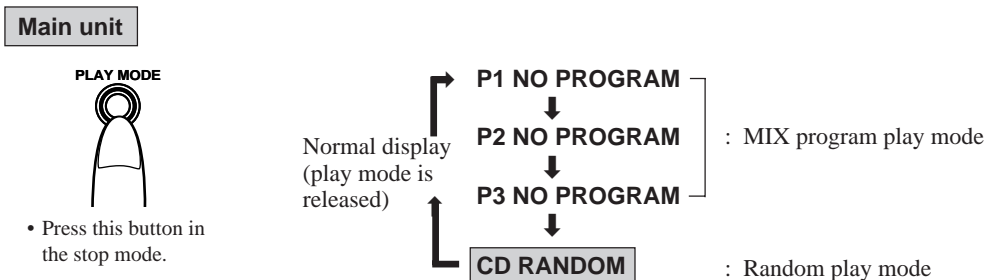 Main unit
PLAY MODE
• Press this button in
the stop mode.
Normal display
(play mode is
released)
P1 NO PROGRAM
P2 NO PROGRAM
P3 NO PROGRAM
CD RANDOM
: MIX program play mode
: Random play mode